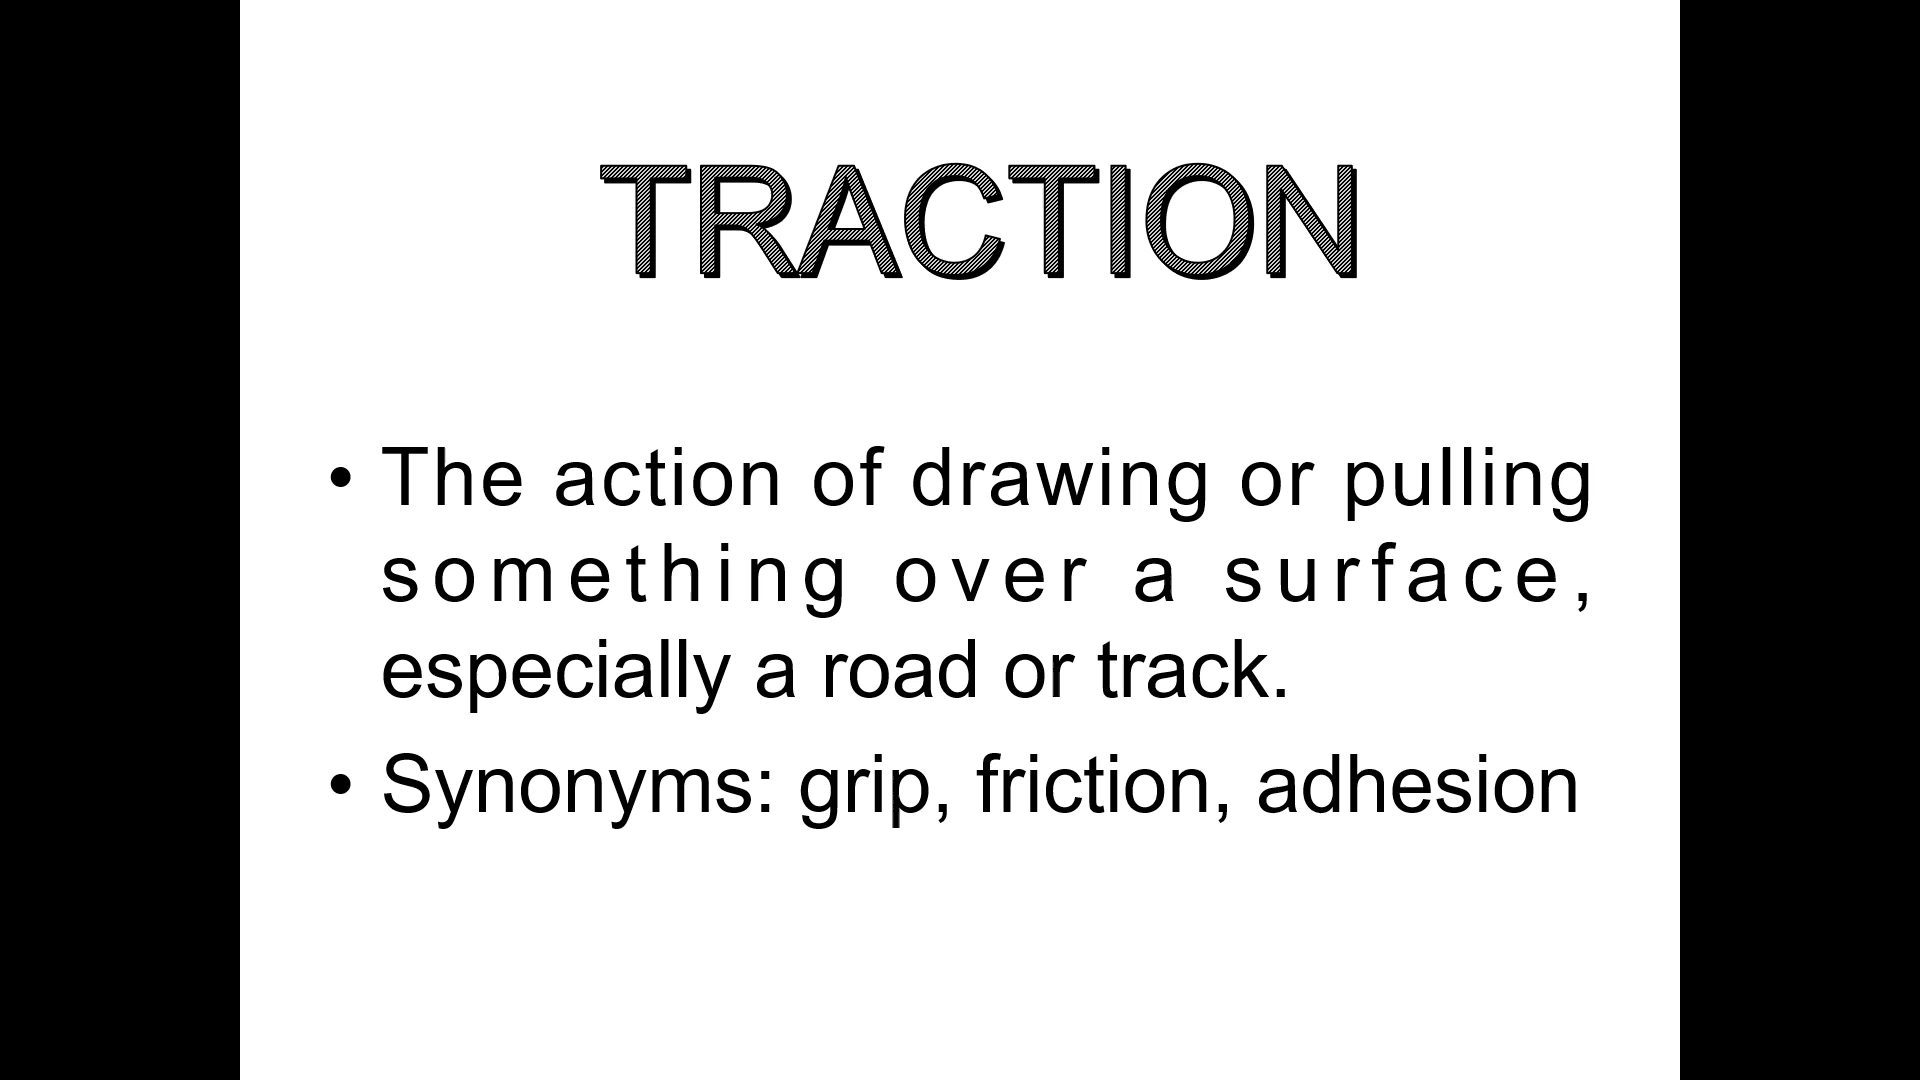 TRACTION
• The action of drawing or pulling
something over a surface,
especially a road or track.
• Synonyms: grip, friction, adhesion